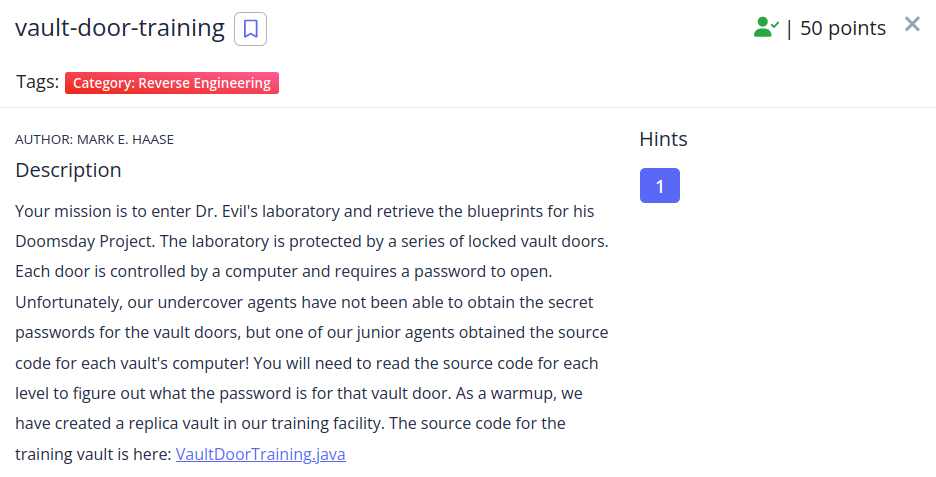 vault-door-training
| 50 points
Tags: Category: Reverse Engineering
AUTHOR: MARK E. HAASE
Hints
Description
1
Your mission is to enter Dr. Evil's laboratory and retrieve the blueprints for his
Doomsday Project. The laboratory is protected by a series of locked vault doors.
Each door is controlled by a computer and requires a password to open.
Unfortunately, our undercover agents have not been able to obtain the secret
passwords for the vault doors, but one of our junior agents obtained the source
code for each vault's computer! You will need to read the source code for each
level to figure out what the password is for that vault door. As a warmup, we
have created a replica vault in our training facility. The source code for the
training vault is here: VaultDoorTraining.java